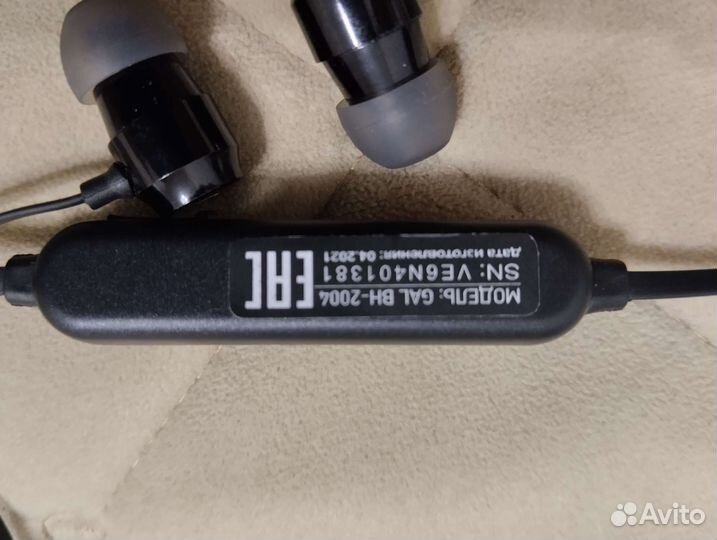 МОДЕЛЬ: GAL BH-2004
SN: VE6N401381
ДАТА ИЗГОТОВЛЕНИЯ: 04.2021
EAC
Avito